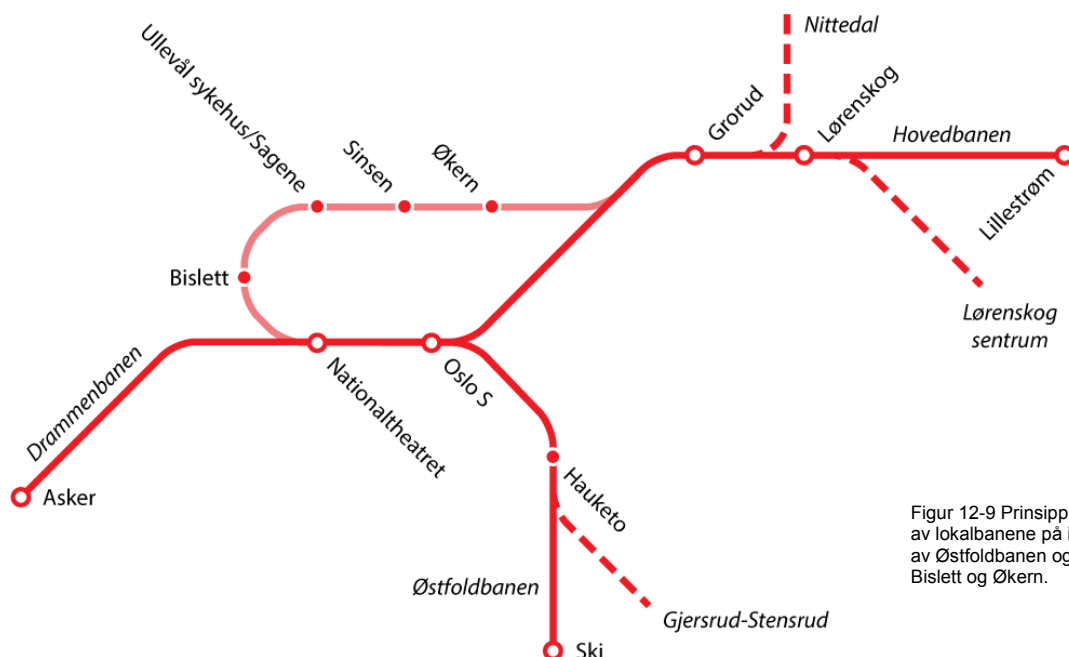 Nittedal
Ullevål sykehus/Sagene
Sinsen
Økern
Grorud
Lørenskog
Hovedbanen
Lillestrøm
Bislett
Lørenskog
sentrum
Drammenbanen
Nationaltheatret
Oslo S
Asker
Hauketo
Figur 12-9 Prinsipp
av lokalbanene på i
av Østfoldbanen og
Bislett og Økern.
Østfoldbanen
Gjersrud-Stensrud
Ski